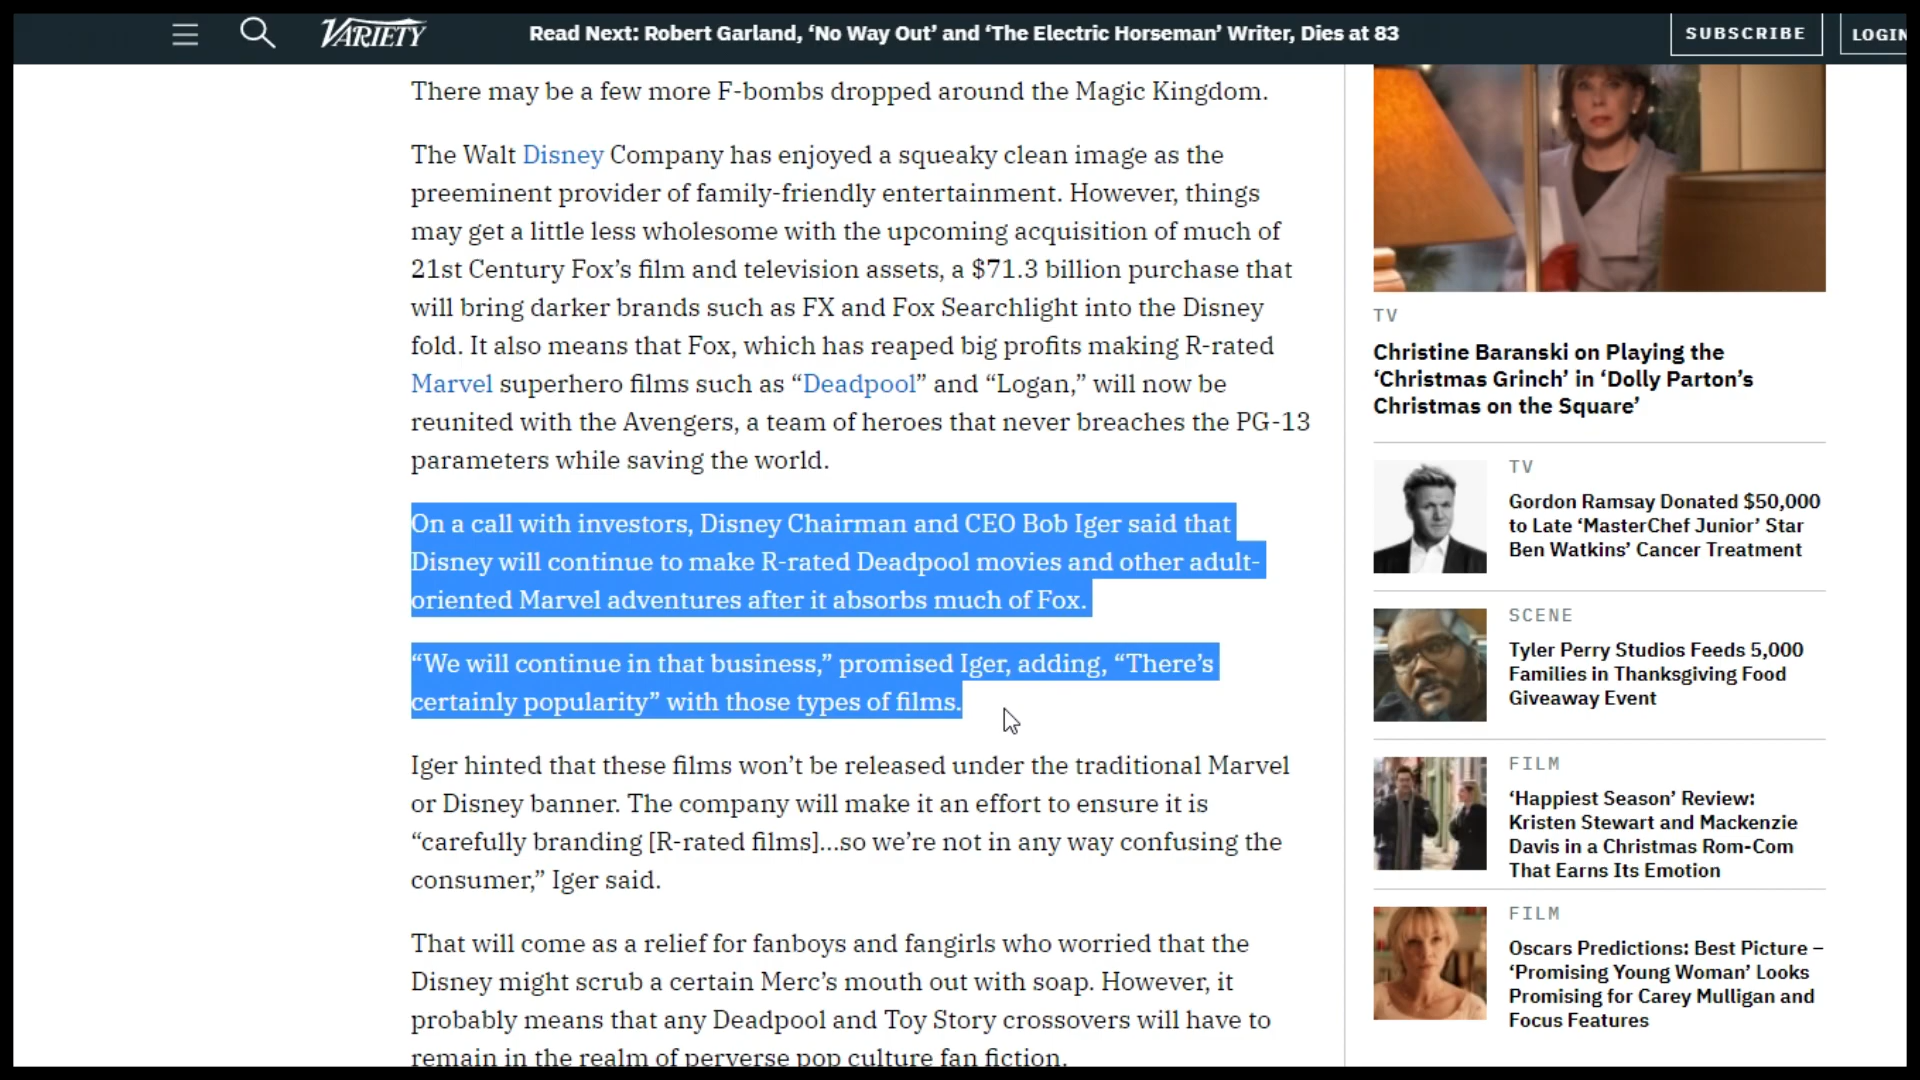 VARIETY
Read Next: Robert Garland, ‘No Way Out’ and ‘The Electric Horseman’ Writer, Dies at 83
SUBSCRIBE
LOGIN
There may be a few more F-bombs dropped around the Magic Kingdom.
The Walt Disney Company has enjoyed a squeaky clean image as the
preeminent provider of family-friendly entertainment. However, things
may get a little less wholesome with the upcoming acquisition of much of
21st Century Fox’s film and television assets, a $71.3 billion purchase that
will bring darker brands such as FX and Fox Searchlight into the Disney
fold. It also means that Fox, which has reaped big profits making R-rated
Marvel superhero films such as “Deadpool” and “Logan,” will now be
reunited with the Avengers, a team of heroes that never breaches the PG-13
parameters while saving the world.
On a call with investors, Disney Chairman and CEO Bob Iger said that
Disney will continue to make R-rated Deadpool movies and other adult-
oriented Marvel adventures after it absorbs much of Fox.
“We will continue in that business,” promised Iger, adding, “There’s
certainly popularity” with those types of films.
Iger hinted that these films won’t be released under the traditional Marvel
or Disney banner. The company will make it an effort to ensure it is
“carefully branding [R-rated films]…so we’re not in any way confusing the
consumer,” Iger said.
That will come as a relief for fanboys and fangirls who worried that the
Disney might scrub a certain Merc’s mouth out with soap. However, it
probably means that any Deadpool and Toy Story crossovers will have to
remain in the realm of perverse pop culture fan fiction.
TV
Christine Baranski on Playing the
‘Christmas Grinch’ in ‘Dolly Parton’s
Christmas on the Square’
TV
Gordon Ramsay Donated $50,000
to Late ‘MasterChef Junior’ Star
Ben Watkins’ Cancer Treatment
SCENE
Tyler Perry Studios Feeds 5,000
Families in Thanksgiving Food
Giveaway Event
FILM
‘Happiest Season’ Review:
Kristen Stewart and Mackenzie
Davis in a Christmas Rom-Com
That Earns Its Emotion
FILM
Oscars Predictions: Best Picture –
‘Promising Young Woman’ Looks
Promising for Carey Mulligan and
Focus Features